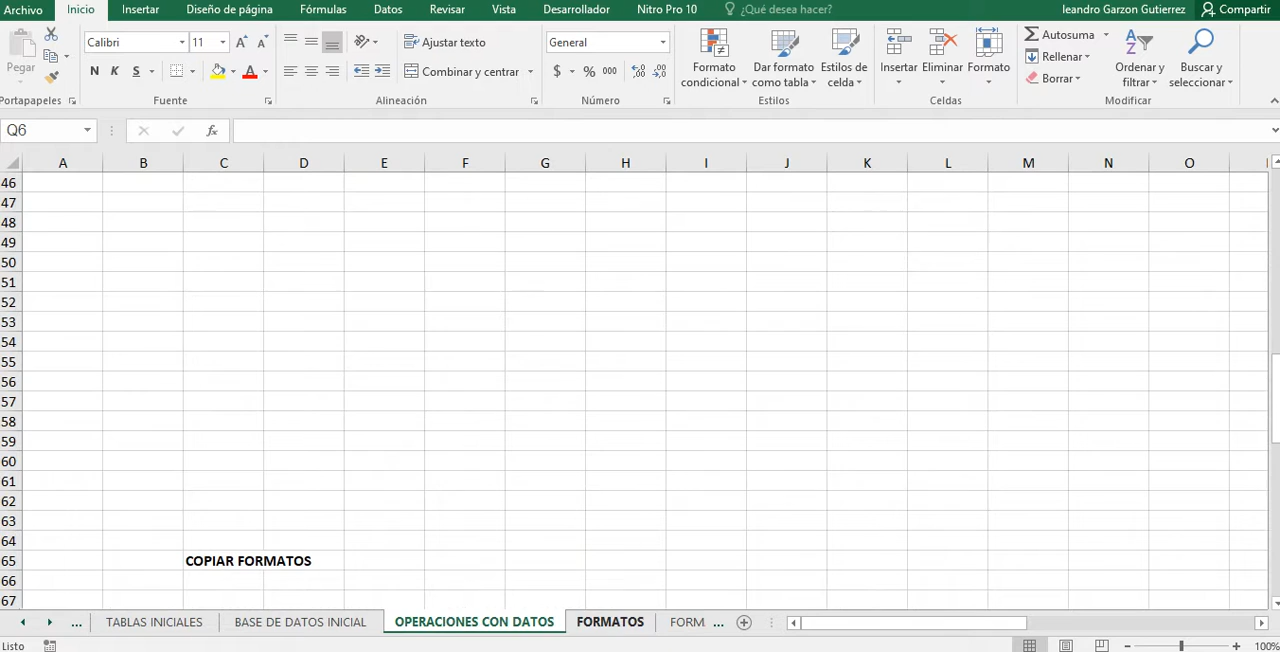 Archivo Inicio Insertar Diseño de página Fórmulas Datos Revisar Vista Desarrollador Nitro Pro 10 ¿Qué desea hacer? leandro Garzon Gutierrez Compartir
Pegar Calibri 11 Ajustar texto General Formato condicional Dar formato como tabla Estilos de celda Insertar Eliminar Formato Autosuma Rellenar Borrar Ordenar y filtrar Buscar y seleccionar
N K S Combinar y centrar $ % 000
Portapapeles Fuente Alineación Número Estilos Celdas Modificar
Q6 fx
A B C D E F G H I J K L M N O
46
47
48
49
50
51
52
53
54
55
56
57
58
59
60
61
62
63
64
65 COPIAR FORMATOS
66
67
... TABLAS INICIALES BASE DE DATOS INICIAL OPERACIONES CON DATOS FORMATOS FORM ...
Listo 100%